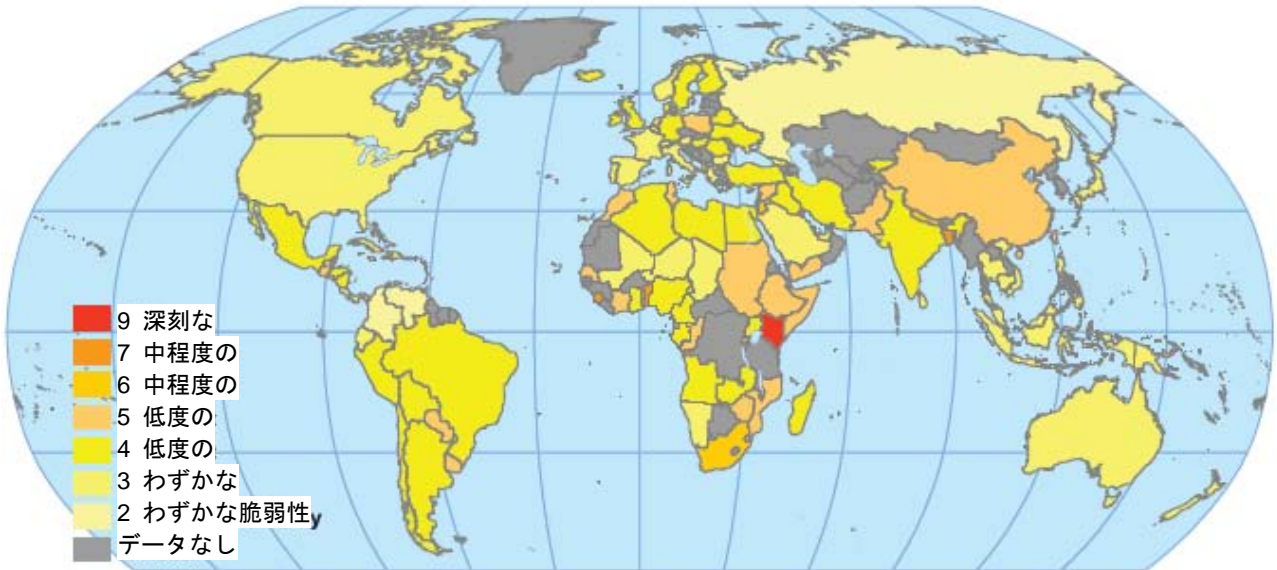 9 深刻な
7 中程度の
6 中程度の
5 低度の
4 低度の
3 わずかな
2 わずかな脆弱性y
データなし